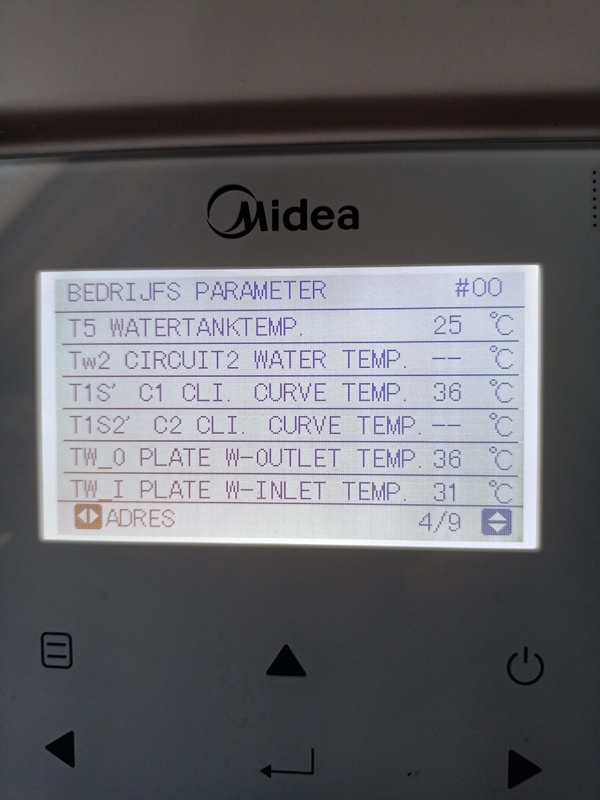 Midea
BEDRIJFS PARAMETER #00
T5 WATERTANKTEMP. 25 °C
Tw2 CIRCUIT2 WATER TEMP. -- °C
T1S' C1 CLI. CURVE TEMP. 36 °C
T1S2' C2 CLI. CURVE TEMP. -- °C
TW_O PLATE W-OUTLET TEMP. 36 °C
TW_I PLATE W-INLET TEMP. 31 °C
ADRES 4/9